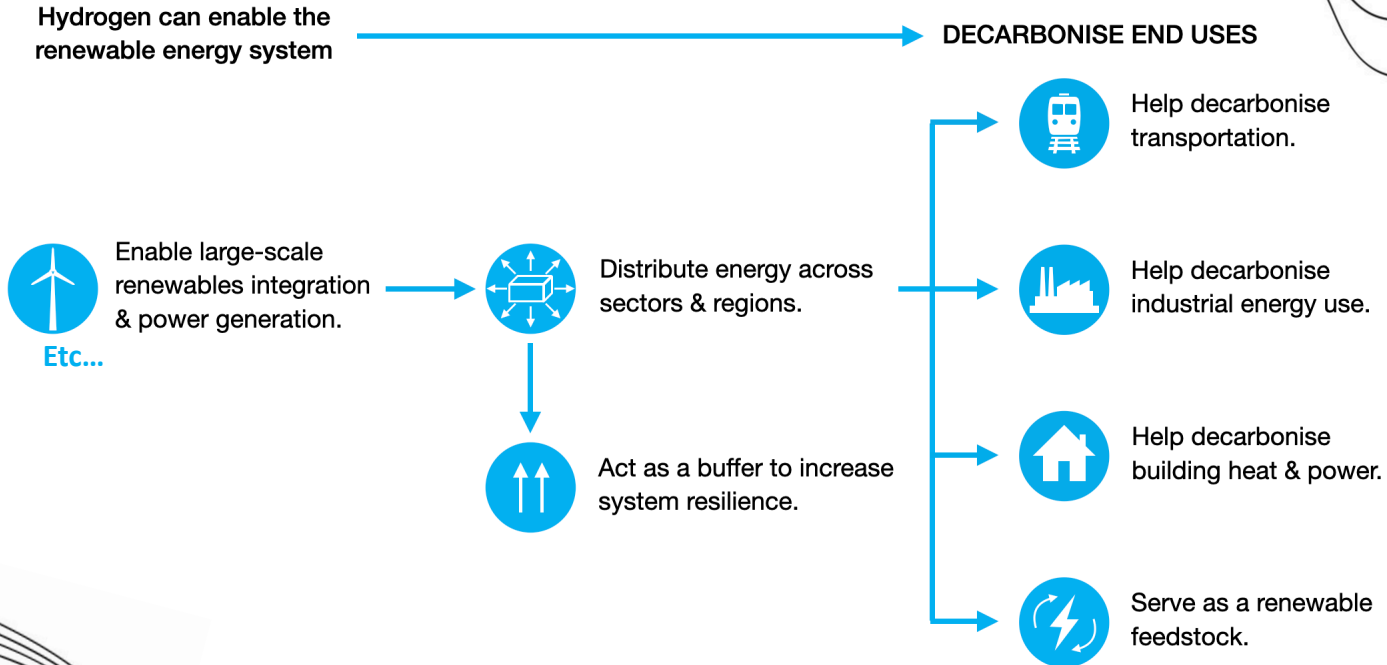 Hydrogen can enable the
renewable energy system
DECARBONISE END USES
Help decarbonise
transportation.
Enable large-scale
renewables integration
& power generation.
Etc...
Distribute energy across
sectors & regions.
Help decarbonise
industrial energy use.
Act as a buffer to increase
system resilience.
Help decarbonise
building heat & power.
Serve as a renewable
feedstock.